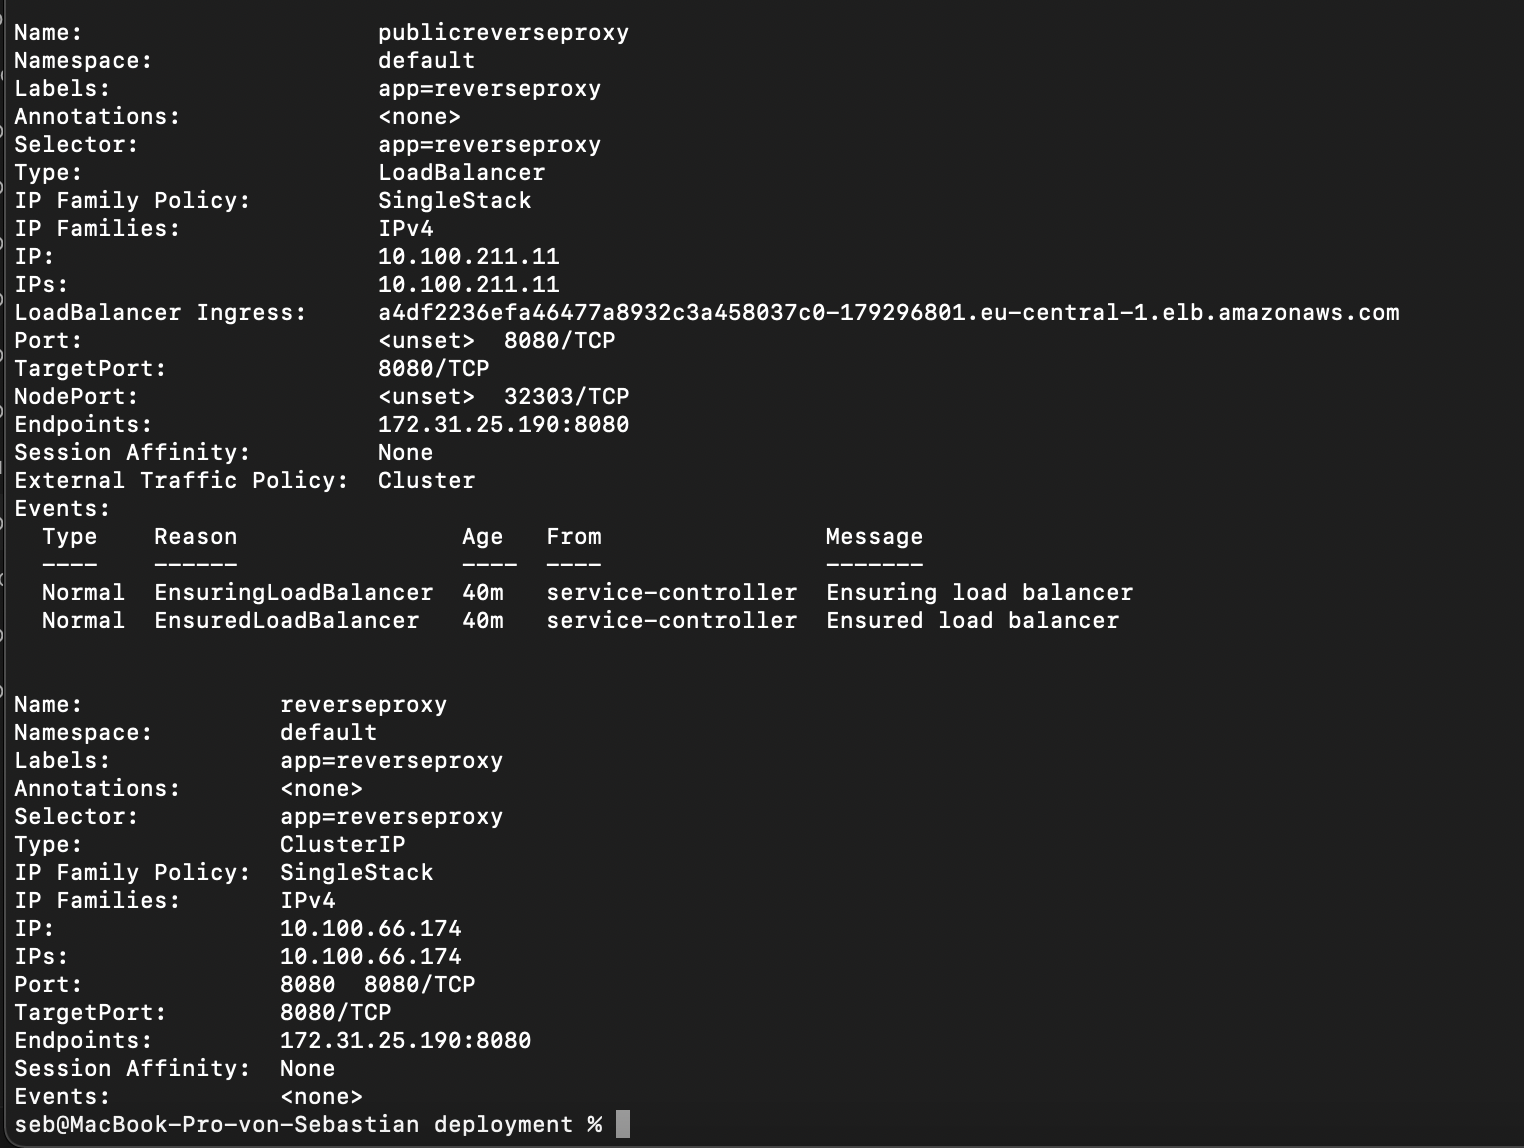 Name:                     publicreverseproxy
Namespace:                default
Labels:                   app=reverseproxy
Annotations:              <none>
Selector:                 app=reverseproxy
Type:                     LoadBalancer
IP Family Policy:         SingleStack
IP Families:              IPv4
IP:                       10.100.211.11
IPs:                      10.100.211.11
LoadBalancer Ingress:     a4df2236efa46477a8932c3a458037c0-179296801.eu-central-1.elb.amazonaws.com
Port:                     <unset>  8080/TCP
TargetPort:               8080/TCP
NodePort:                 <unset>  32303/TCP
Endpoints:                172.31.25.190:8080
Session Affinity:         None
External Traffic Policy:  Cluster
Events:
  Type    Reason                Age   From                Message
  ----    ------                ----  ----                -------
  Normal  EnsuringLoadBalancer  40m   service-controller  Ensuring load balancer
  Normal  EnsuredLoadBalancer   40m   service-controller  Ensured load balancer
Name:              reverseproxy
Namespace:         default
Labels:            app=reverseproxy
Annotations:       <none>
Selector:          app=reverseproxy
Type:              ClusterIP
IP Family Policy:  SingleStack
IP Families:       IPv4
IP:                10.100.66.174
IPs:               10.100.66.174
Port:              8080  8080/TCP
TargetPort:        8080/TCP
Endpoints:         172.31.25.190:8080
Session Affinity:  None
Events:            <none>
seb@MacBook-Pro-von-Sebastian deployment %